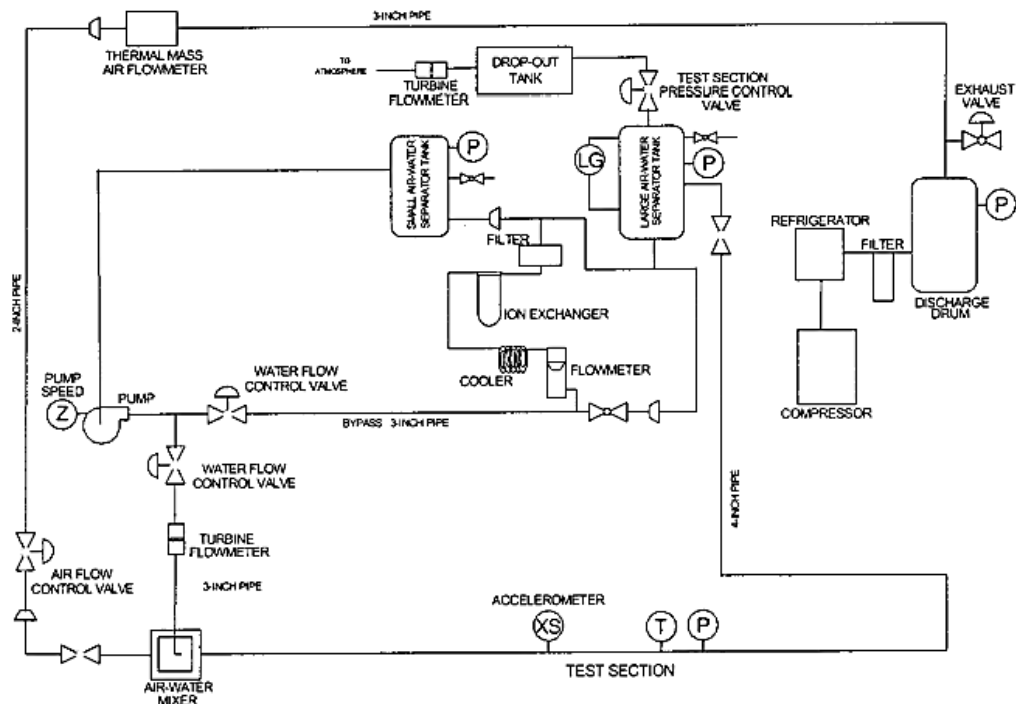 3-INCH PIPE
THERMAL MASS
AIR FLOWMETER
TO
ATMOSPHERE
TURBINE
FLOWMETER
DROP-OUT
TANK
TEST SECTION
PRESSURE CONTROL
VALVE
EXHAUST
VALVE
SMALL AIR-WATER
SEPARATOR TANK
P
LG
LARGE AIR-WATER
SEPARATOR TANK
P
P
REFRIGERATOR
FILTER
DISCHARGE
DRUM
COMPRESSOR
FILTER
ION EXCHANGER
COOLER
FLOWMETER
2-INCH PIPE
PUMP
SPEED
Z
PUMP
WATER FLOW
CONTROL VALVE
BYPASS 3-INCH PIPE
WATER FLOW
CONTROL VALVE
TURBINE
FLOWMETER
3-INCH PIPE
4-INCH PIPE
AIR FLOW
CONTROL VALVE
AIR-WATER
MIXER
ACCELEROMETER
XS
T
P
TEST SECTION